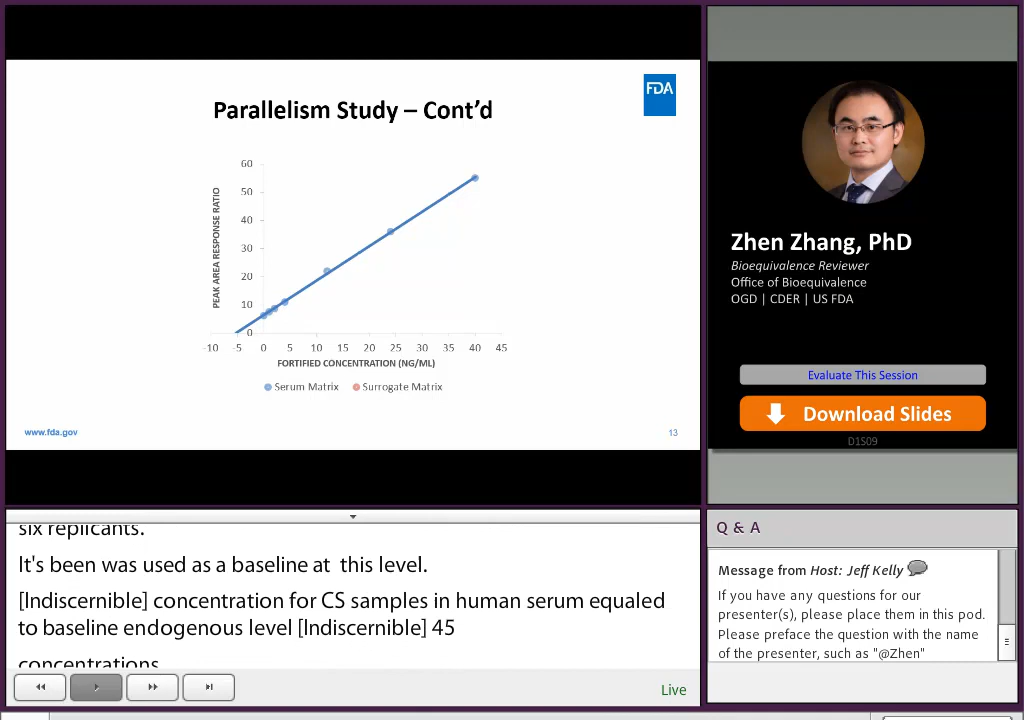 FDA
Parallelism Study – Cont'd
60
50
40
30
20
10
0
PEAK AREA RESPONSE RATIO
-10 -5 0 5 10 15 20 25 30 35 40 45
FORTIFIED CONCENTRATION (NG/ML)
Serum Matrix Surrogate Matrix
www.fda.gov
13
Zhen Zhang, PhD
Bioequivalence Reviewer
Office of Bioequivalence
OGD | CDER | US FDA
Evaluate This Session
Download Slides
D1S09
six replicants.
It's been was used as a baseline at this level.
[Indiscernible] concentration for CS samples in human serum equaled
to baseline endogenous level [Indiscernible] 45
concentrations
Live
Q & A
Message from Host: Jeff Kelly
If you have any questions for our
presenter(s), please place them in this pod.
Please preface the question with the name
of the presenter, such as "@Zhen"